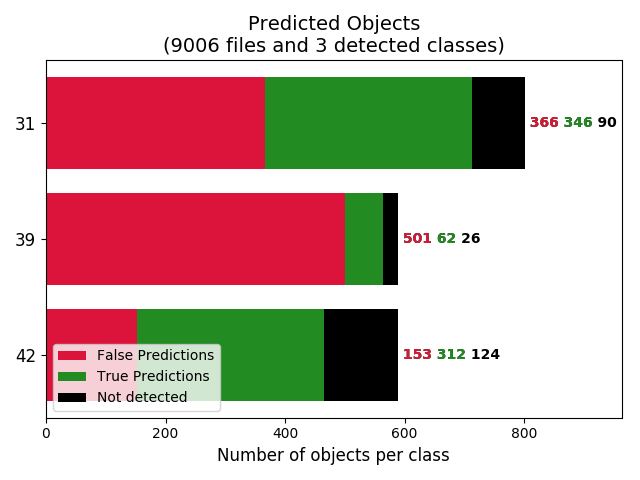 Predicted Objects
(9006 files and 3 detected classes)
31
366 346 90
39
501 62 26
42
153 312 124
False Predictions
True Predictions
Not detected
0 200 400 600 800
Number of objects per class